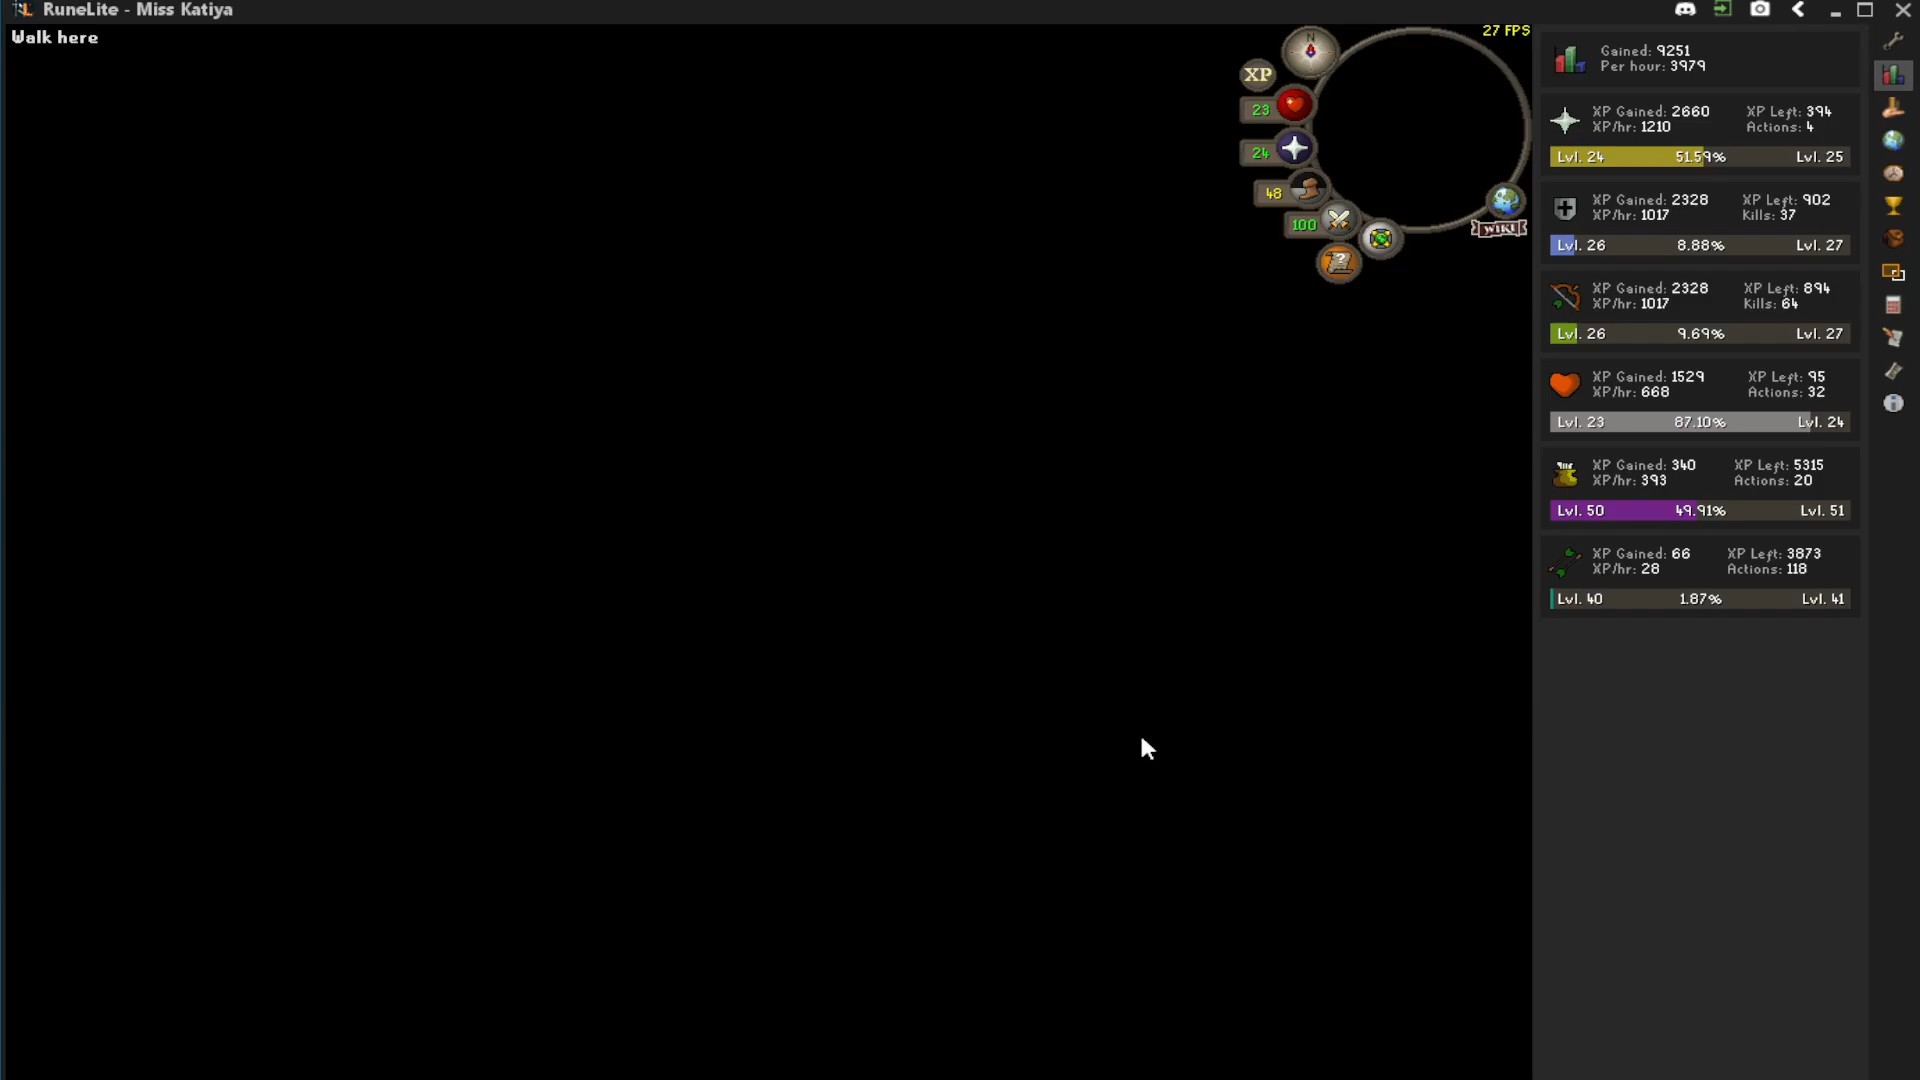 RuneLite - Miss Katiya
Walk here
27 FPS
N
XP
23
24
48
100
WIKI
Gained: 9251
Per hour: 3979
XP Gained: 2660 XP Left: 394
XP/hr: 1210 Actions: 4
Lvl. 24 51.59% Lvl. 25
XP Gained: 2328 XP Left: 902
XP/hr: 1017 Kills: 37
Lvl. 26 8.88% Lvl. 27
XP Gained: 2328 XP Left: 894
XP/hr: 1017 Kills: 64
Lvl. 26 9.69% Lvl. 27
XP Gained: 1529 XP Left: 95
XP/hr: 668 Actions: 32
Lvl. 23 87.10% Lvl. 24
XP Gained: 340 XP Left: 5315
XP/hr: 393 Actions: 20
Lvl. 50 49.91% Lvl. 51
XP Gained: 66 XP Left: 3873
XP/hr: 28 Actions: 118
Lvl. 40 1.87% Lvl. 41